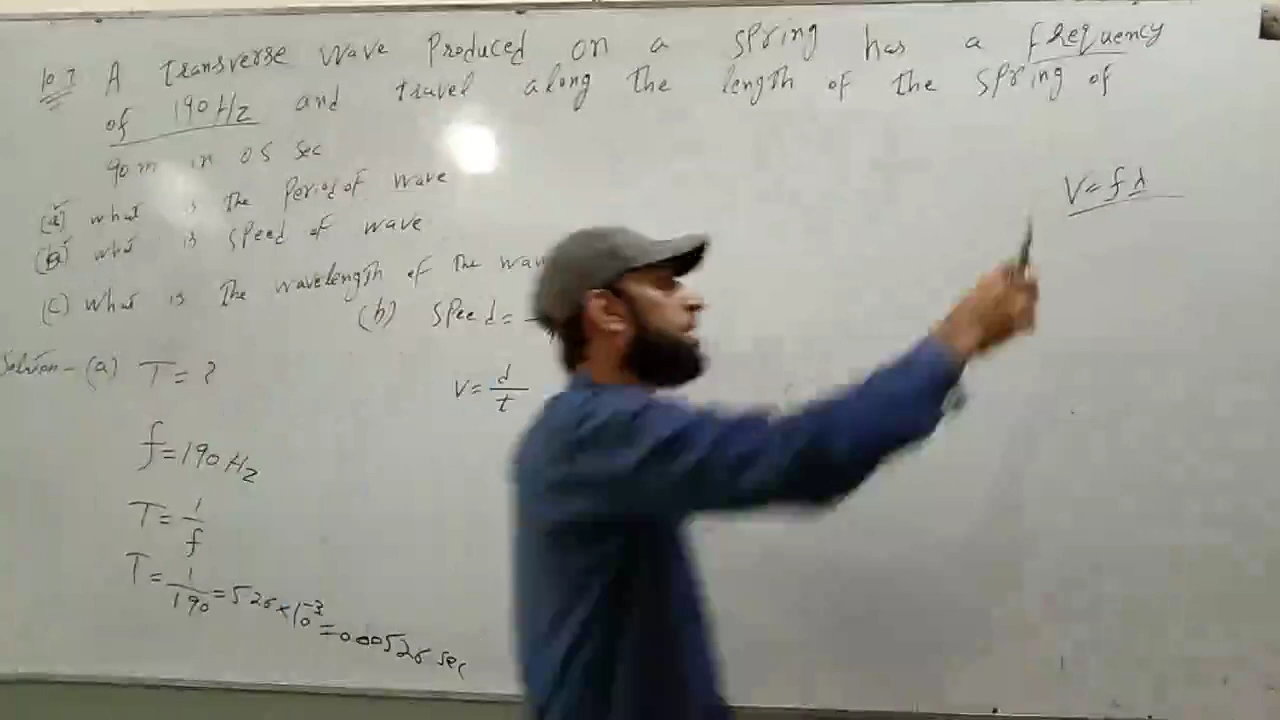 10.7 A transverse wave Produced on a spring has a frequency
of 190 Hz and travel along the length of the spring of
90 m in 0.5 sec
(a) what is the Period of wave
(b) what is speed of wave
(c) what is the wavelength of the wav
(b) speed =
Solution - (a) T = ?
V = d/t
f = 190 Hz
T = 1/f
T = 1/190 = 5.26 × 10⁻³ = 0.00526 sec
V = fλ